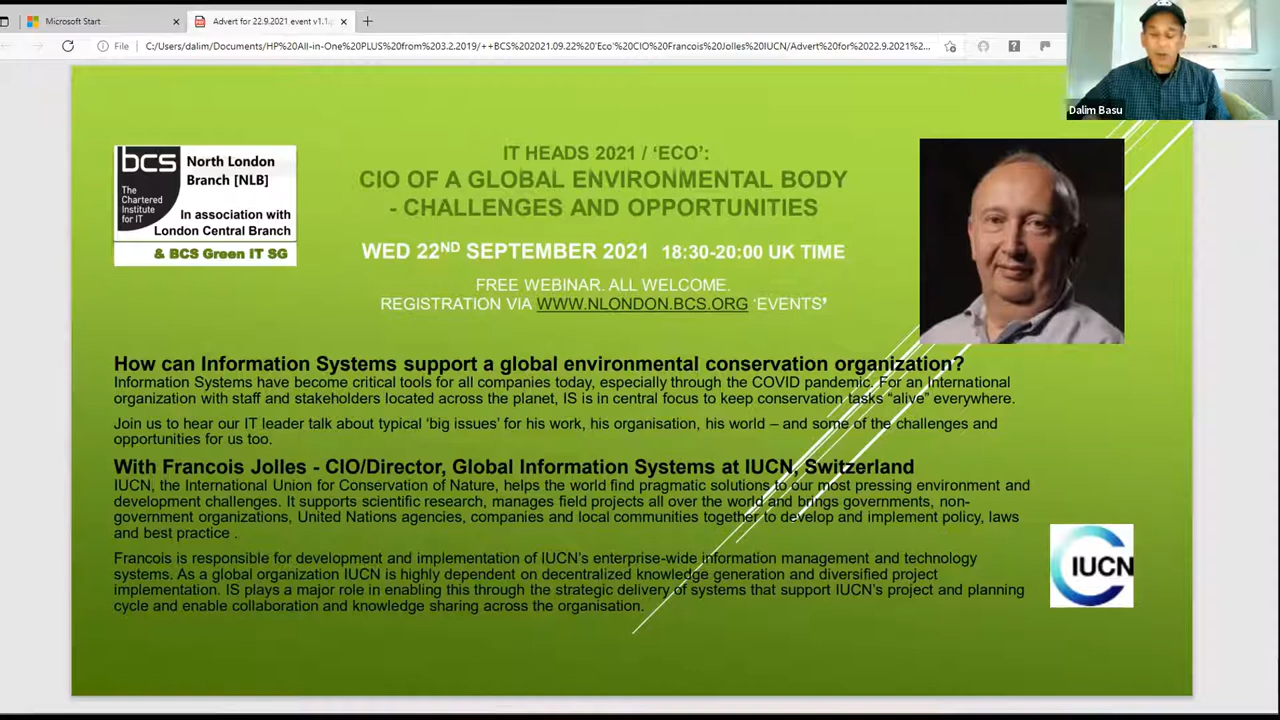 Microsoft Start
Advert for 22.9.2021 event v1.1.
File
C:/Users/dalim/Documents/HP%20All-in-One%20PLUS%20from%203.2.2019/++BCS%202021.09.22%20'Eco'%20CIO%20Francois%20Jolles%20IUCN/Advert%20for%2022.9.2021%...
Dalim Basu
bcs
The
Chartered
Institute
for IT
North London
Branch [NLB]
In association with
London Central Branch
& BCS Green IT SG
IT HEADS 2021 / ‘ECO’:
CIO OF A GLOBAL ENVIRONMENTAL BODY
- CHALLENGES AND OPPORTUNITIES
WED 22ND SEPTEMBER 2021 18:30-20:00 UK TIME
FREE WEBINAR. ALL WELCOME.
REGISTRATION VIA WWW.NLONDON.BCS.ORG ‘EVENTS’
How can Information Systems support a global environmental conservation organization?
Information Systems have become critical tools for all companies today, especially through the COVID pandemic. For an International
organization with staff and stakeholders located across the planet, IS is in central focus to keep conservation tasks “alive” everywhere.
Join us to hear our IT leader talk about typical ‘big issues’ for his work, his organisation, his world – and some of the challenges and
opportunities for us too.
With Francois Jolles - CIO/Director, Global Information Systems at IUCN, Switzerland
IUCN, the International Union for Conservation of Nature, helps the world find pragmatic solutions to our most pressing environment and
development challenges. It supports scientific research, manages field projects all over the world and brings governments, non-
government organizations, United Nations agencies, companies and local communities together to develop and implement policy, laws
and best practice .
Francois is responsible for development and implementation of IUCN’s enterprise-wide information management and technology
systems. As a global organization IUCN is highly dependent on decentralized knowledge generation and diversified project
implementation. IS plays a major role in enabling this through the strategic delivery of systems that support IUCN’s project and planning
cycle and enable collaboration and knowledge sharing across the organisation.
IUCN